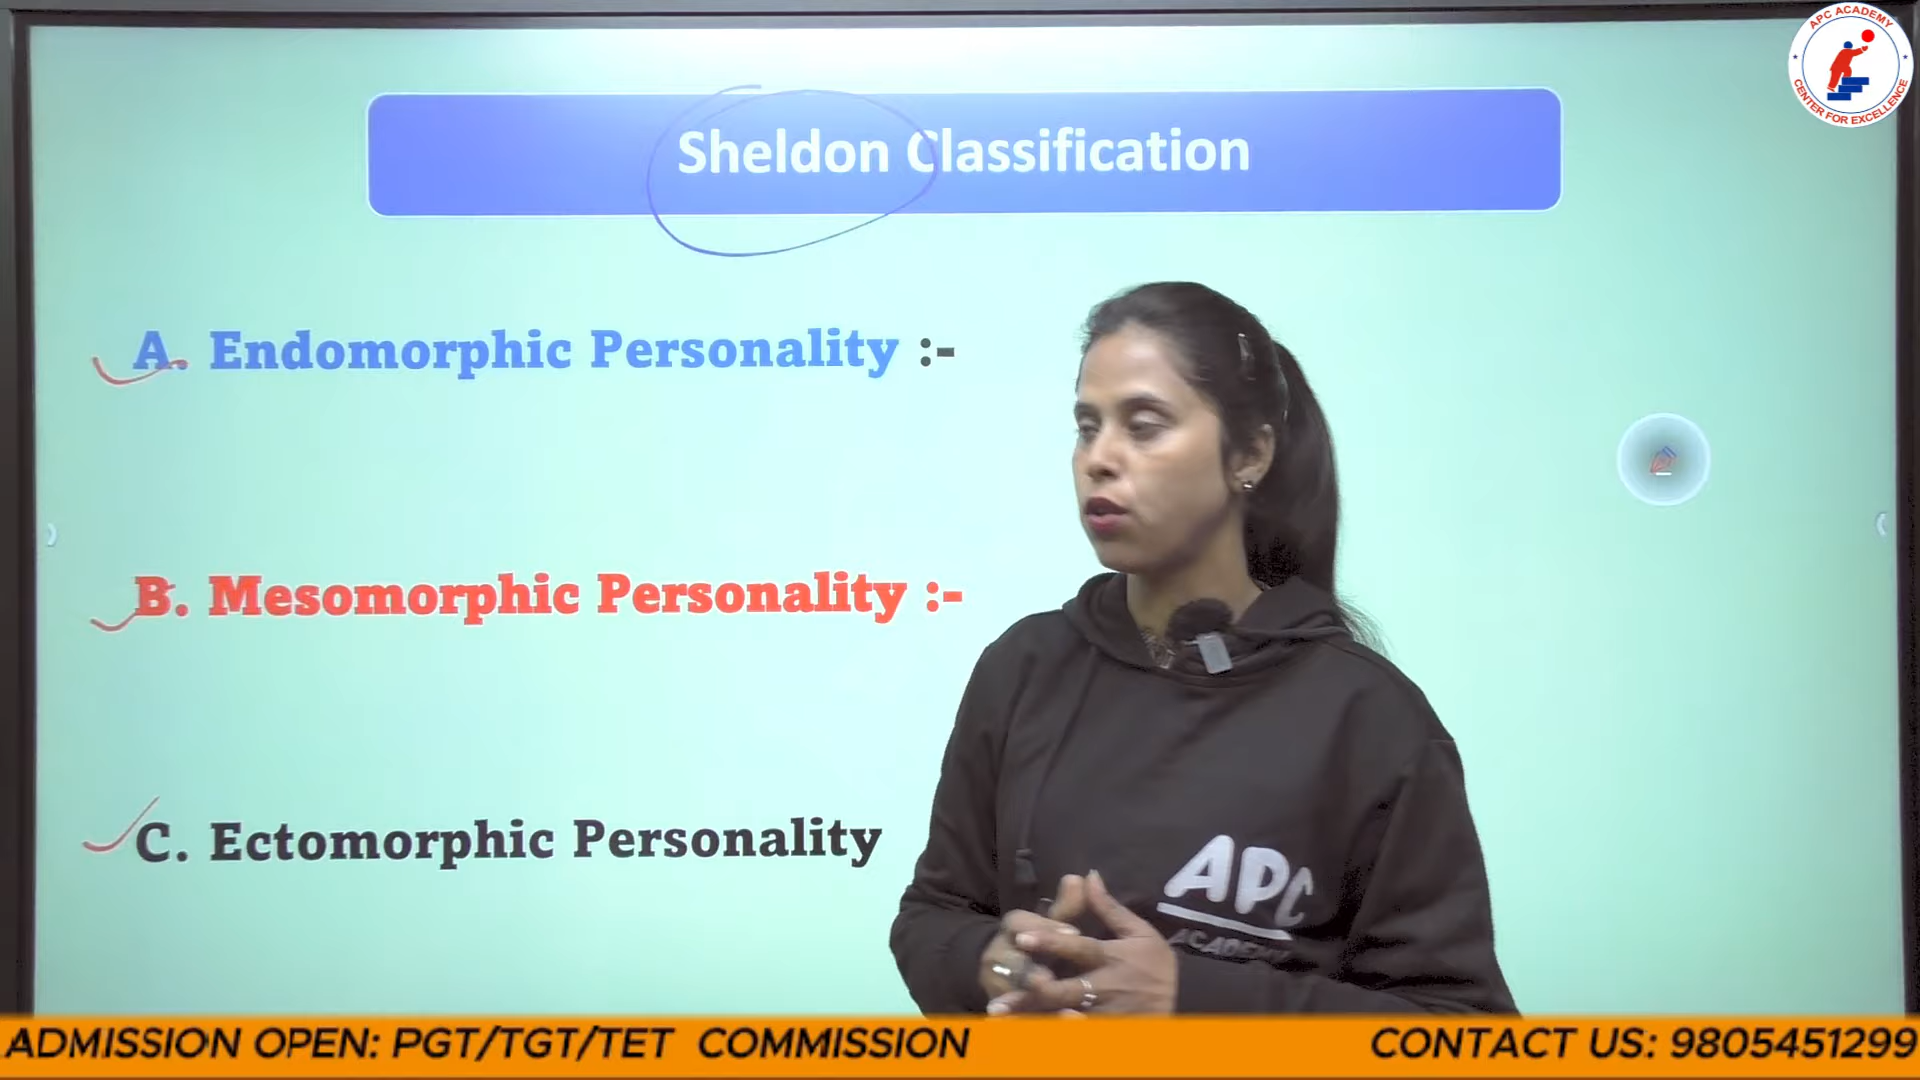 APC ACADEMY
CENTER FOR EXCELLENCE
Sheldon Classification
A. Endomorphic Personality :-
B. Mesomorphic Personality :-
C. Ectomorphic Personality
APC
ACADEMY
ADMISSION OPEN: PGT/TGT/TET COMMISSION
CONTACT US: 9805451299